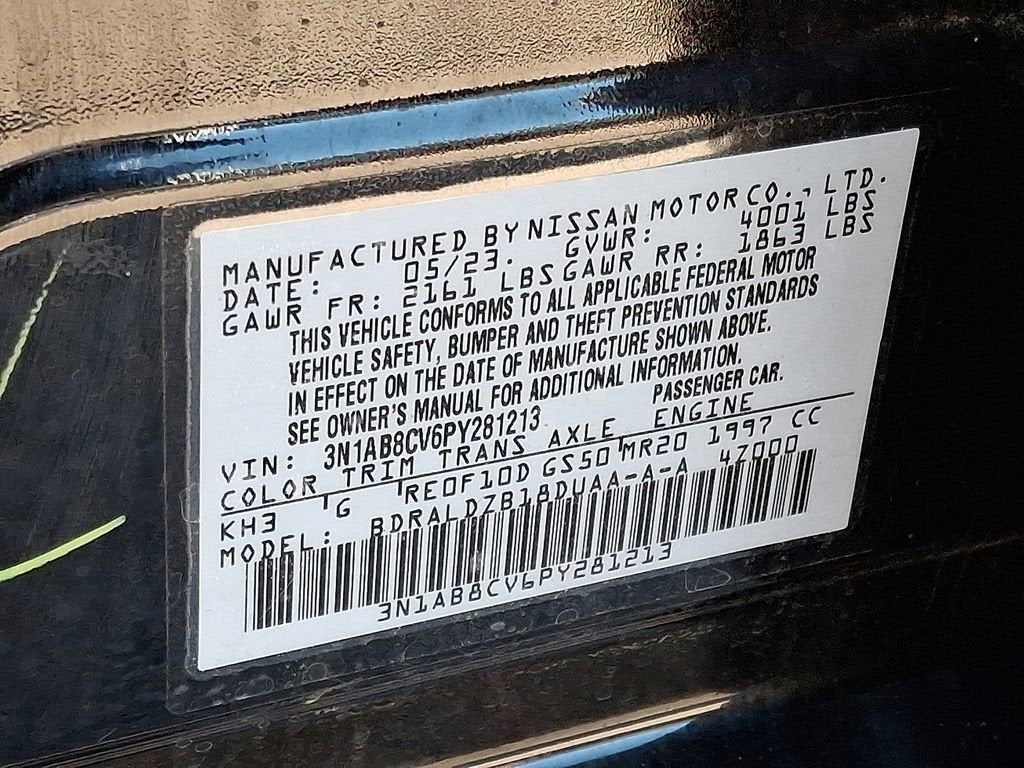 MANUFACTURED BY NISSAN MOTOR CO., LTD.
DATE: 05/23. GVWR: 4001 LBS
GAWR FR: 2161 LBS GAWR RR: 1863 LBS
THIS VEHICLE CONFORMS TO ALL APPLICABLE FEDERAL MOTOR
VEHICLE SAFETY, BUMPER AND THEFT PREVENTION STANDARDS
IN EFFECT ON THE DATE OF MANUFACTURE SHOWN ABOVE.
SEE OWNER'S MANUAL FOR ADDITIONAL INFORMATION.
VIN: 3N1AB8CV6PY281213 PASSENGER CAR.
COLOR TRIM TRANS AXLE ENGINE
KH3 G RE0F10D GS50 MR20 1997 CC
MODEL: BDRALDZB18DUAA-A-A 47000
3N1AB8CV6PY281213